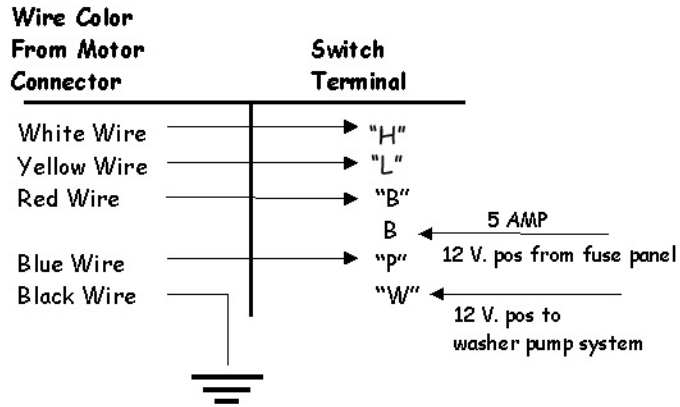 Wire Color
From Motor
Connector
Switch
Terminal
White Wire "H"
Yellow Wire "L"
Red Wire "B"
B 5 AMP
12 V. pos from fuse panel
Blue Wire "P"
Black Wire "W"
12 V. pos to
washer pump system